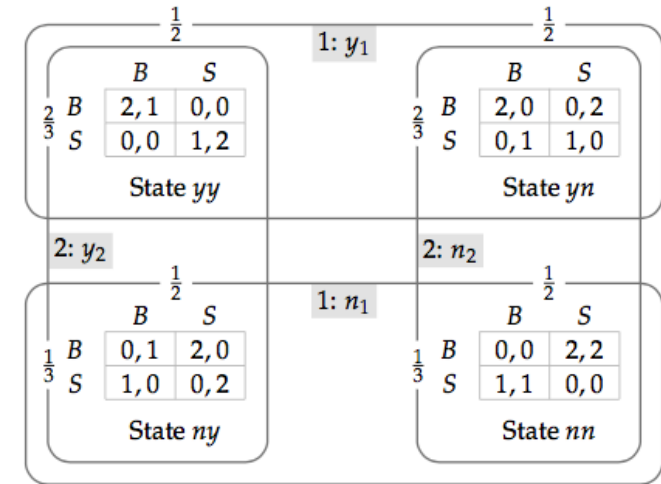 1/2 1: y₁ 1/2
B S B S
2/3 B 2, 1 0, 0 2/3 B 2, 0 0, 2
S 0, 0 1, 2 S 0, 1 1, 0
State yy State yn
2: y₂ 2: n₂
1/2 1: n₁ 1/2
B S B S
1/3 B 0, 1 2, 0 1/3 B 0, 0 2, 2
S 1, 0 0, 2 S 1, 1 0, 0
State ny State nn